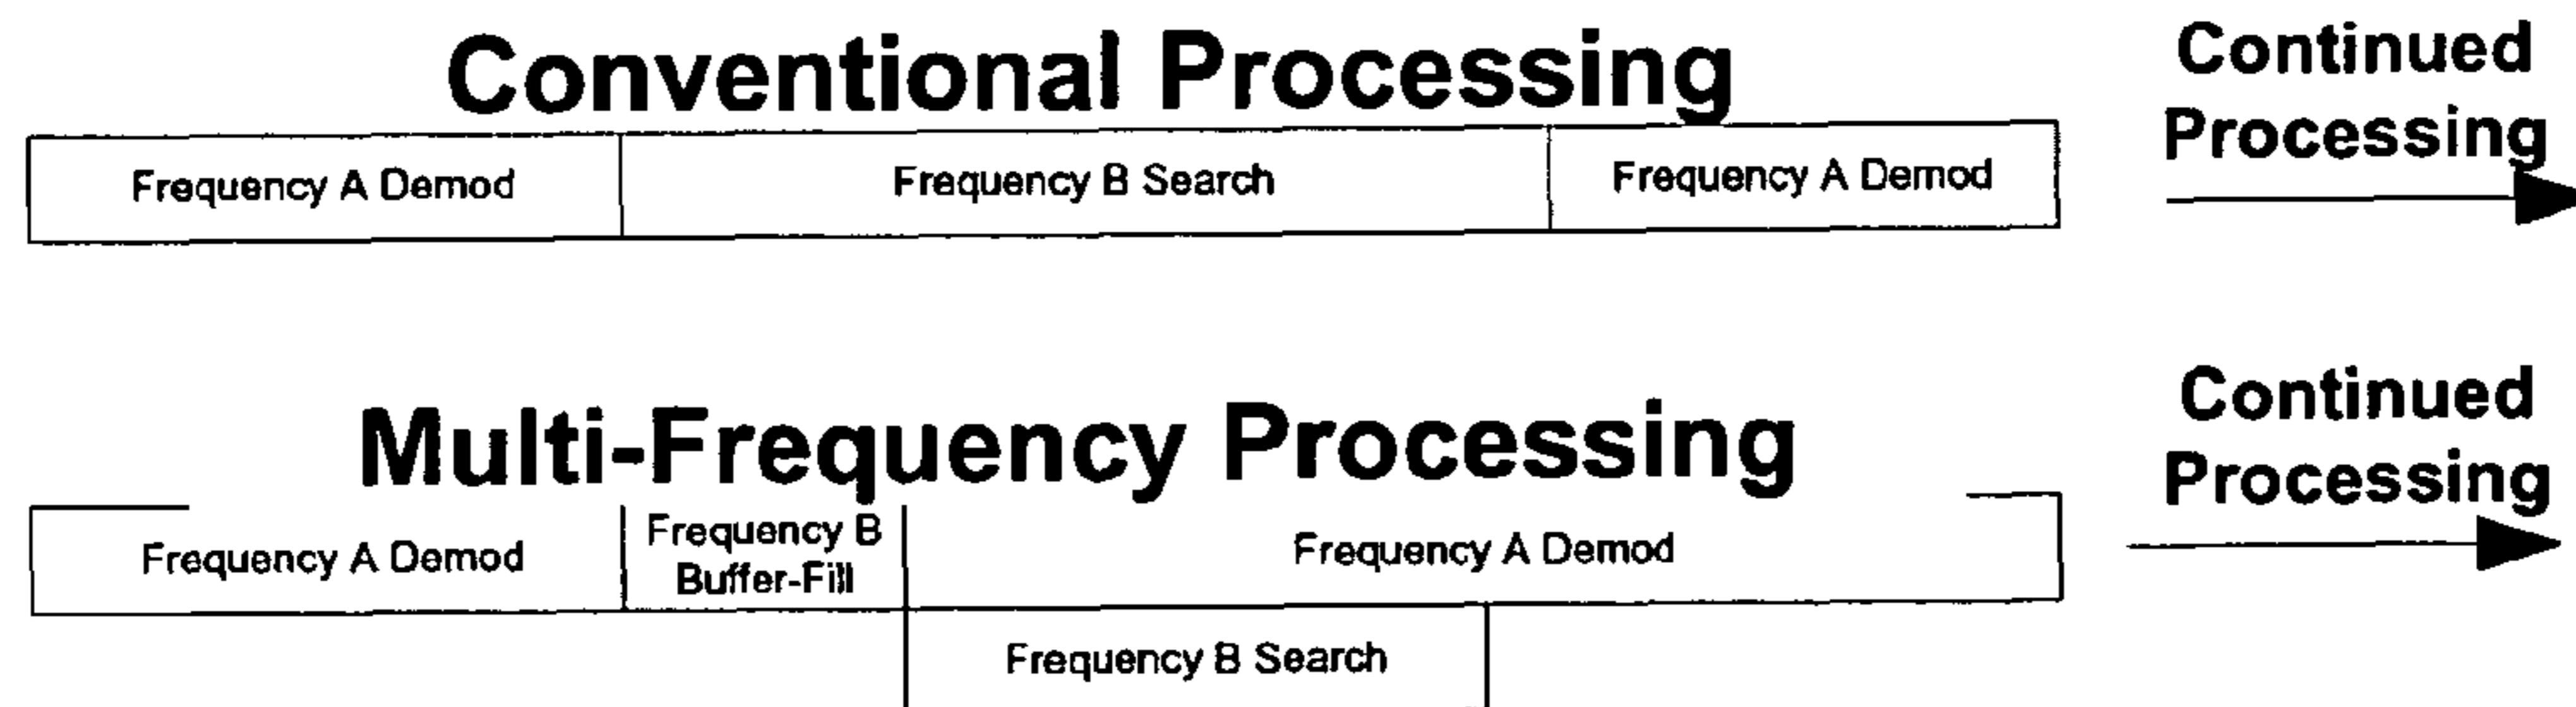 Conventional Processing
Continued
Processing
Frequency A Demod
Frequency B Search
Frequency A Demod
Multi-Frequency Processing
Continued
Processing
Frequency A Demod
Frequency B
Buffer-Fill
Frequency A Demod
Frequency B Search